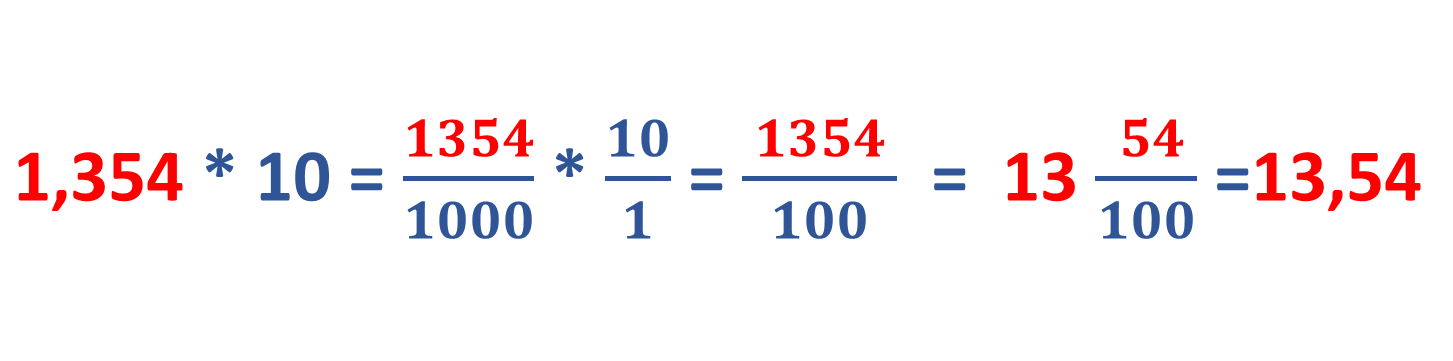 1,354 * 10 = 1354/1000 * 10/1 = 1354/100 = 13 54/100 =13,54